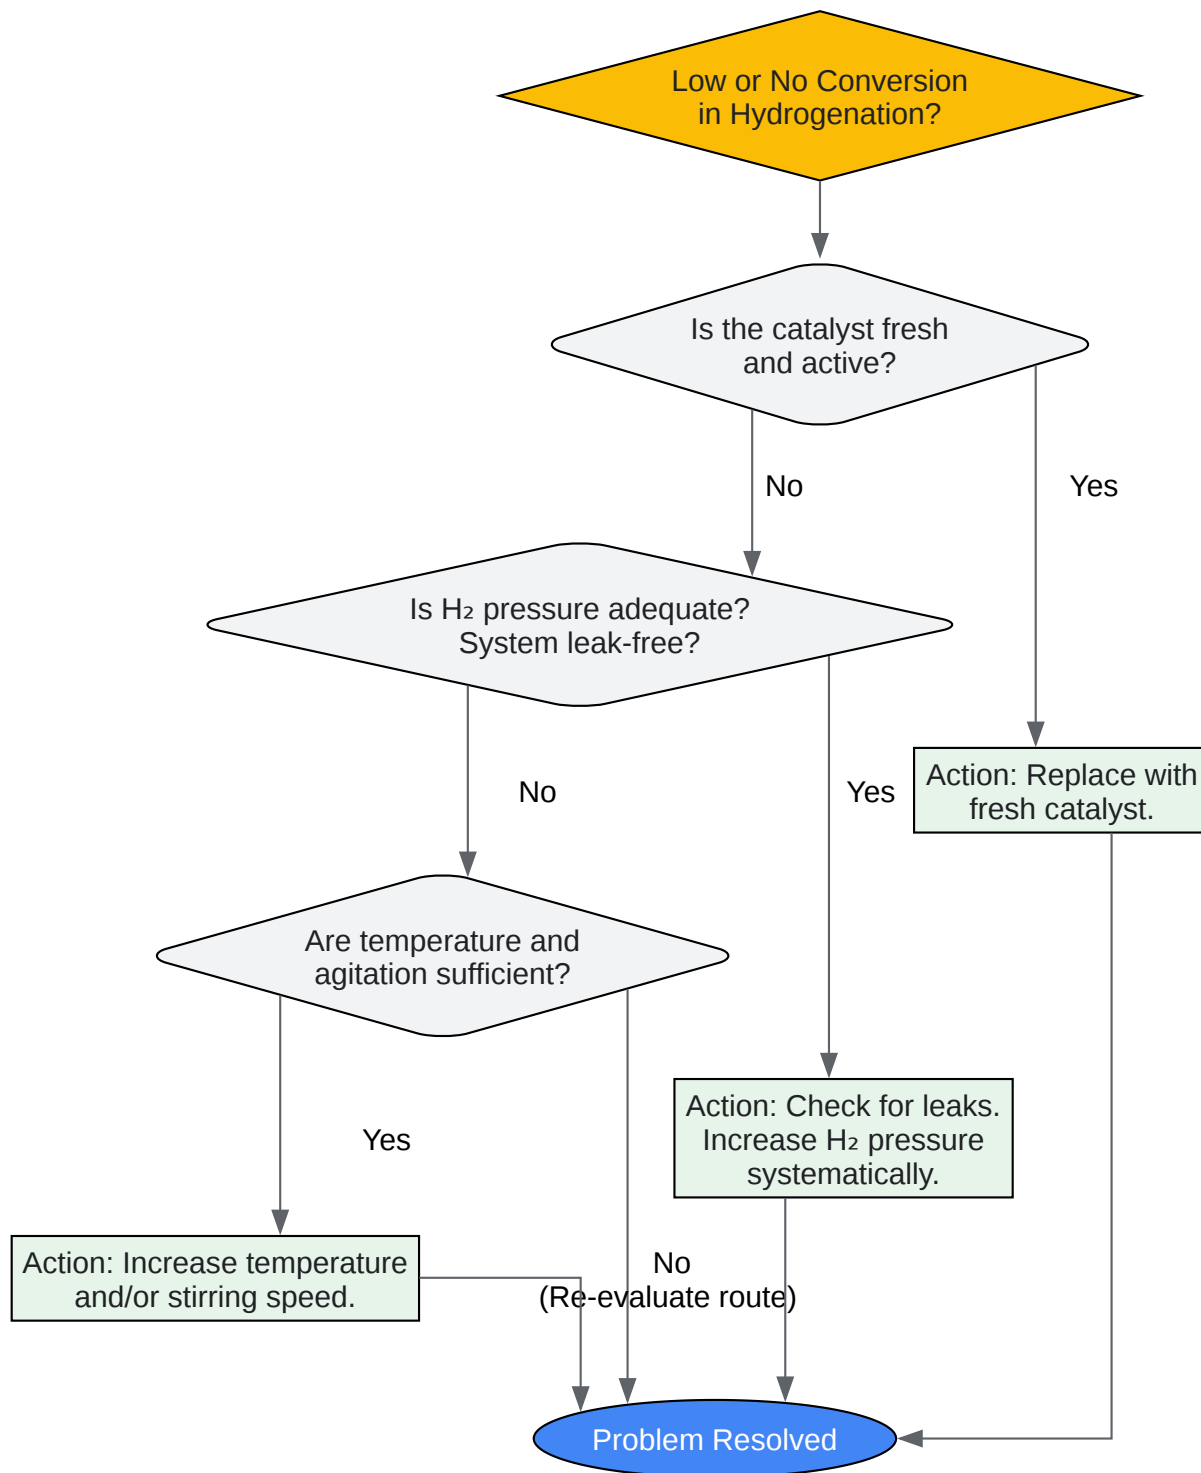 Low or No Conversion
in Hydrogenation?
Is the catalyst fresh
and active?
No
Yes
Is H₂ pressure adequate?
System leak-free?
Action: Replace with
fresh catalyst.
No
Yes
Are temperature and
agitation sufficient?
Action: Check for leaks.
Increase H₂ pressure
systematically.
Yes
Action: Increase temperature
and/or stirring speed.
No
(Re-evaluate route)
Problem Resolved